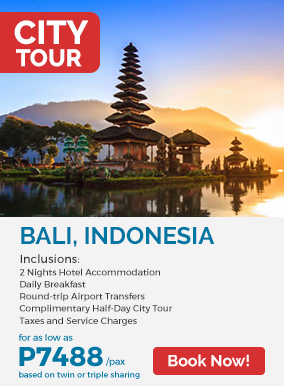 CITY
TOUR
BALI, INDONESIA
Inclusions:
2 Nights Hotel Accommodation
Daily Breakfast
Round-trip Airport Transfers
Complimentary Half-Day City Tour
Taxes and Service Charges
for as low as
P7488/pax
based on twin or triple sharing
Book Now!